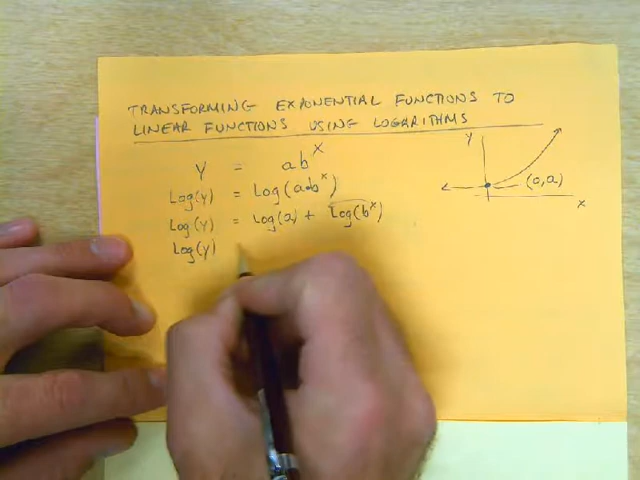 TRANSFORMING EXPONENTIAL FUNCTIONS TO
LINEAR FUNCTIONS USING LOGARITHMS
Y = ab^x
Log(y) = Log(a·b^x)
Log(y) = Log(a) + Log(b^x)
Log(y)
y
(0,a)
x